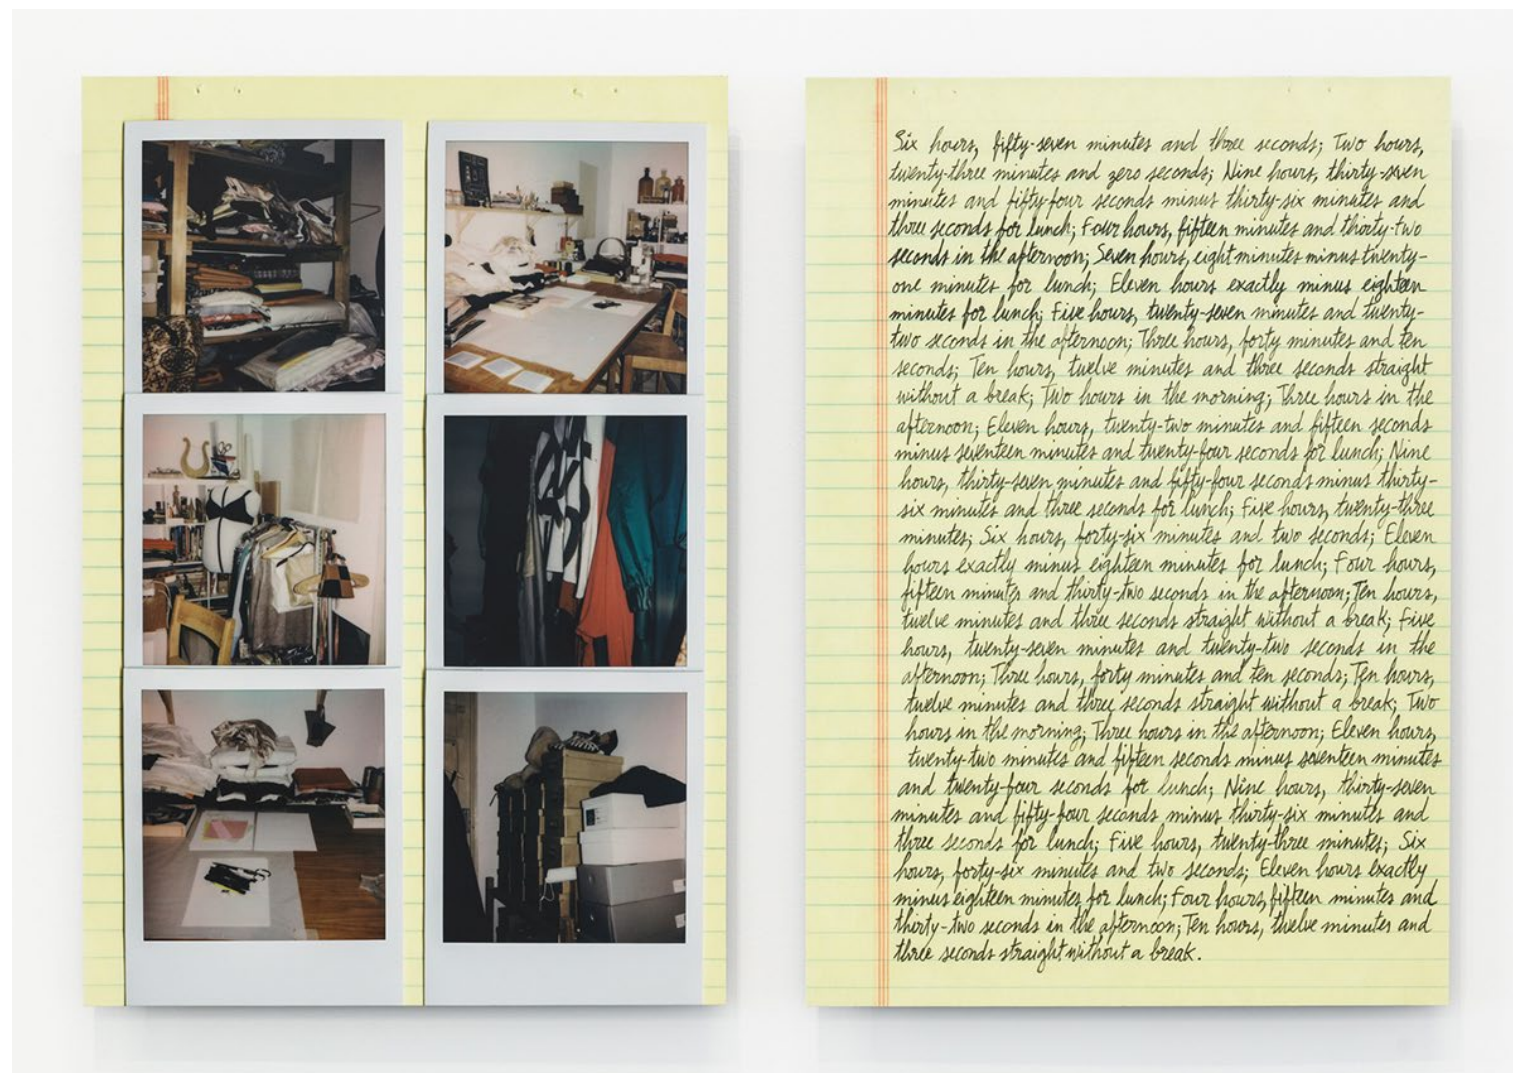 Six hours, fifty-seven minutes and three seconds; Two hours,
twenty-three minutes and zero seconds; Nine hours, thirty-seven
minutes and fifty-four seconds minus thirty-six minutes and
three seconds for lunch; Four hours, fifteen minutes and thirty-two
seconds in the afternoon; Seven hours, eight minutes minus twenty-
one minutes for lunch; Eleven hours exactly minus eighteen
minutes for lunch; Five hours, twenty-seven minutes and twenty-
two seconds in the afternoon; Three hours, forty minutes and ten
seconds; Ten hours, twelve minutes and three seconds straight
without a break; Two hours in the morning; Three hours in the
afternoon; Eleven hours, twenty-two minutes and fifteen seconds
minus seventeen minutes and twenty-four seconds for lunch; Nine
hours, thirty-seven minutes and fifty-four seconds minus thirty-
six minutes and three seconds for lunch; Five hours, twenty-three
minutes; Six hours, forty-six minutes and two seconds; Eleven
hours exactly minus eighteen minutes for lunch; Four hours,
fifteen minutes and thirty-two seconds in the afternoon; Ten hours,
twelve minutes and three seconds straight without a break; Five
hours, twenty-seven minutes and twenty-two seconds in the
afternoon; Three hours, forty minutes and ten seconds; Ten hours,
twelve minutes and three seconds straight without a break; Two
hours in the morning; Three hours in the afternoon; Eleven hours,
twenty-two minutes and fifteen seconds minus seventeen minutes
and twenty-four seconds for lunch; Nine hours, thirty-seven
minutes and fifty-four seconds minus thirty-six minutes and
three seconds for lunch; Five hours, twenty-three minutes; Six
hours, forty-six minutes and two seconds; Eleven hours exactly
minus eighteen minutes for lunch; Four hours, fifteen minutes and
thirty-two seconds in the afternoon; Ten hours, twelve minutes and
three seconds straight without a break.